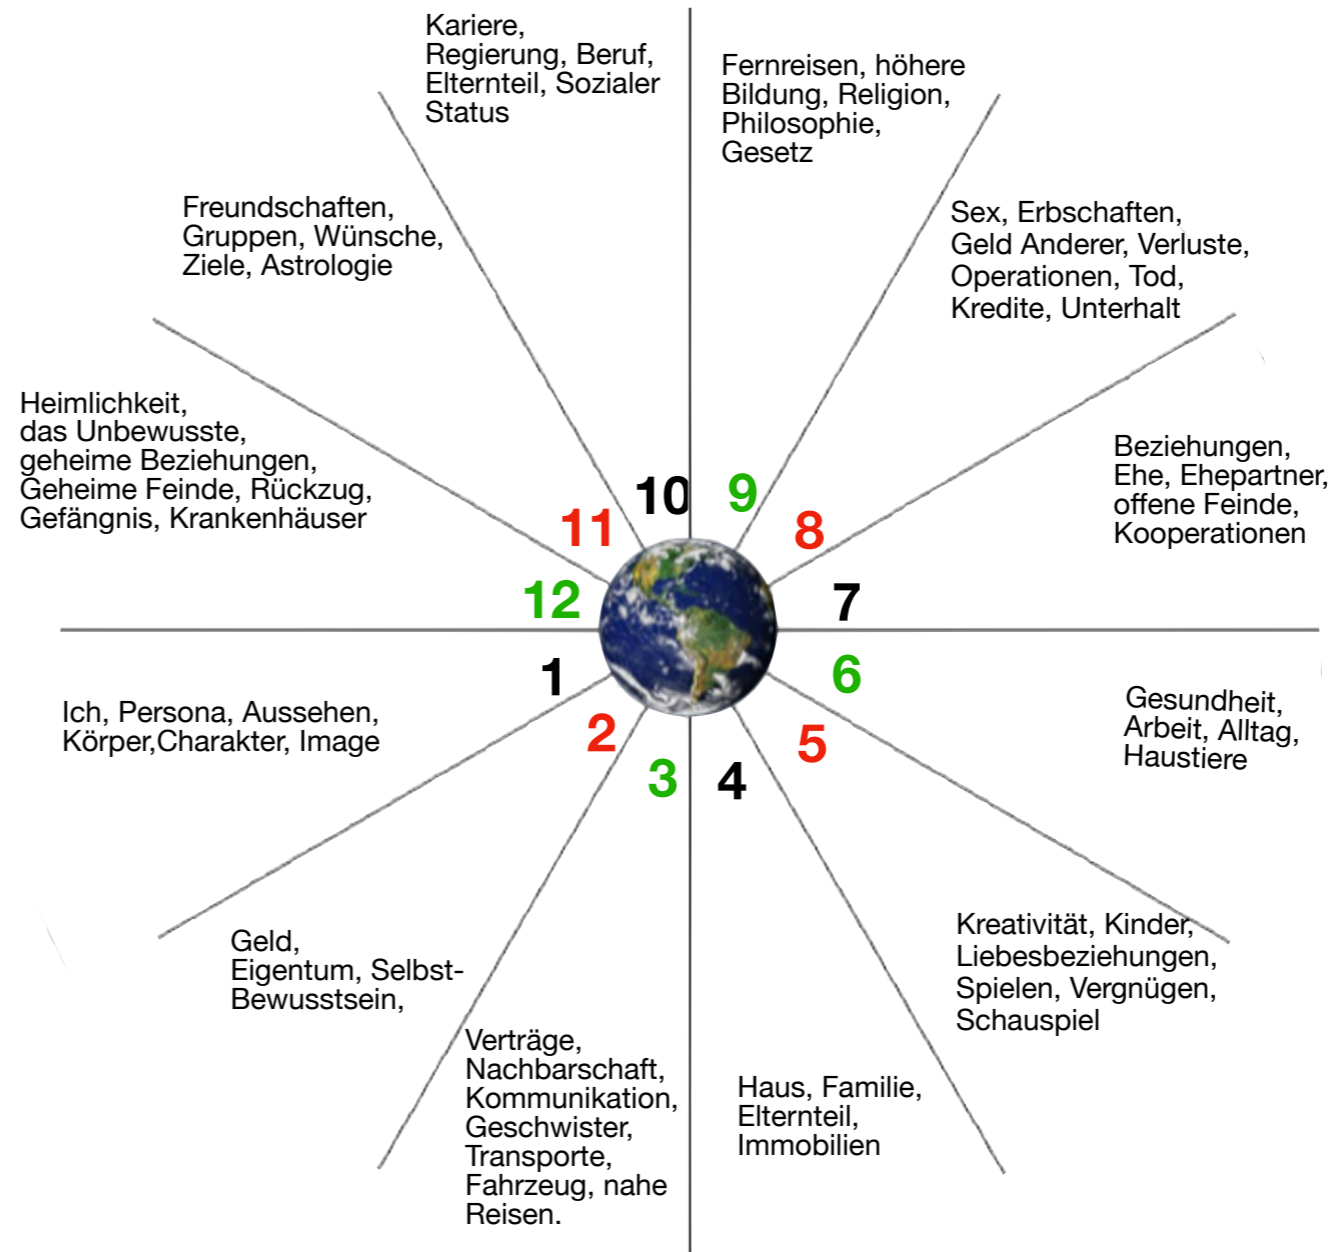 Kariere,
Regierung, Beruf,
Elternteil, Sozialer
Status
Fernreisen, höhere
Bildung, Religion,
Philosophie,
Gesetz
Freundschaften,
Gruppen, Wünsche,
Ziele, Astrologie
Sex, Erbschaften,
Geld Anderer, Verluste,
Operationen, Tod,
Kredite, Unterhalt
Heimlichkeit,
das Unbewusste,
geheime Beziehungen,
Geheime Feinde, Rückzug,
Gefängnis, Krankenhäuser
Beziehungen,
Ehe, Ehepartner,
offene Feinde,
Kooperationen
10
9
11
8
12
7
1
6
2
5
3
4
Ich, Persona, Aussehen,
Körper,Charakter, Image
Gesundheit,
Arbeit, Alltag,
Haustiere
Geld,
Eigentum, Selbst-
Bewusstsein,
Kreativität, Kinder,
Liebesbeziehungen,
Spielen, Vergnügen,
Schauspiel
Verträge,
Nachbarschaft,
Kommunikation,
Geschwister,
Transporte,
Fahrzeug, nahe
Reisen.
Haus, Familie,
Elternteil,
Immobilien